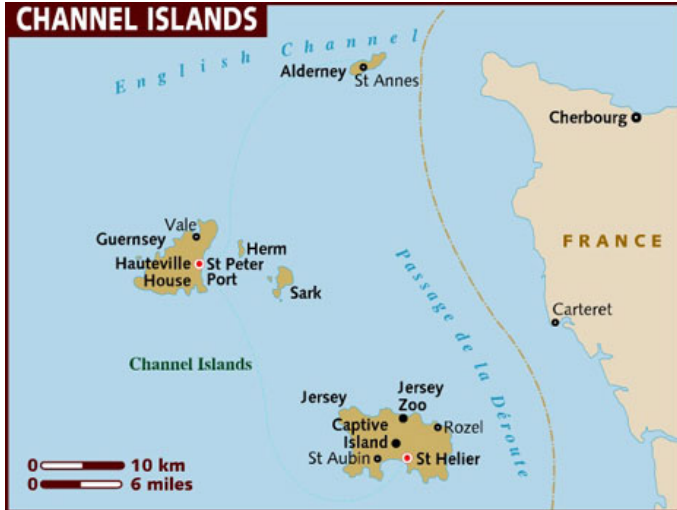 CHANNEL ISLANDS
English Channel
Alderney
St Annes
Cherbourg
Vale
Guernsey
Herm
Hauteville
House
St Peter
Port
Sark
FRANCE
Passage de la Déroute
Carteret
Channel Islands
Jersey
Jersey
Zoo
Captive
Island
Rozel
St Aubin
St Helier
0 10 km
0 6 miles